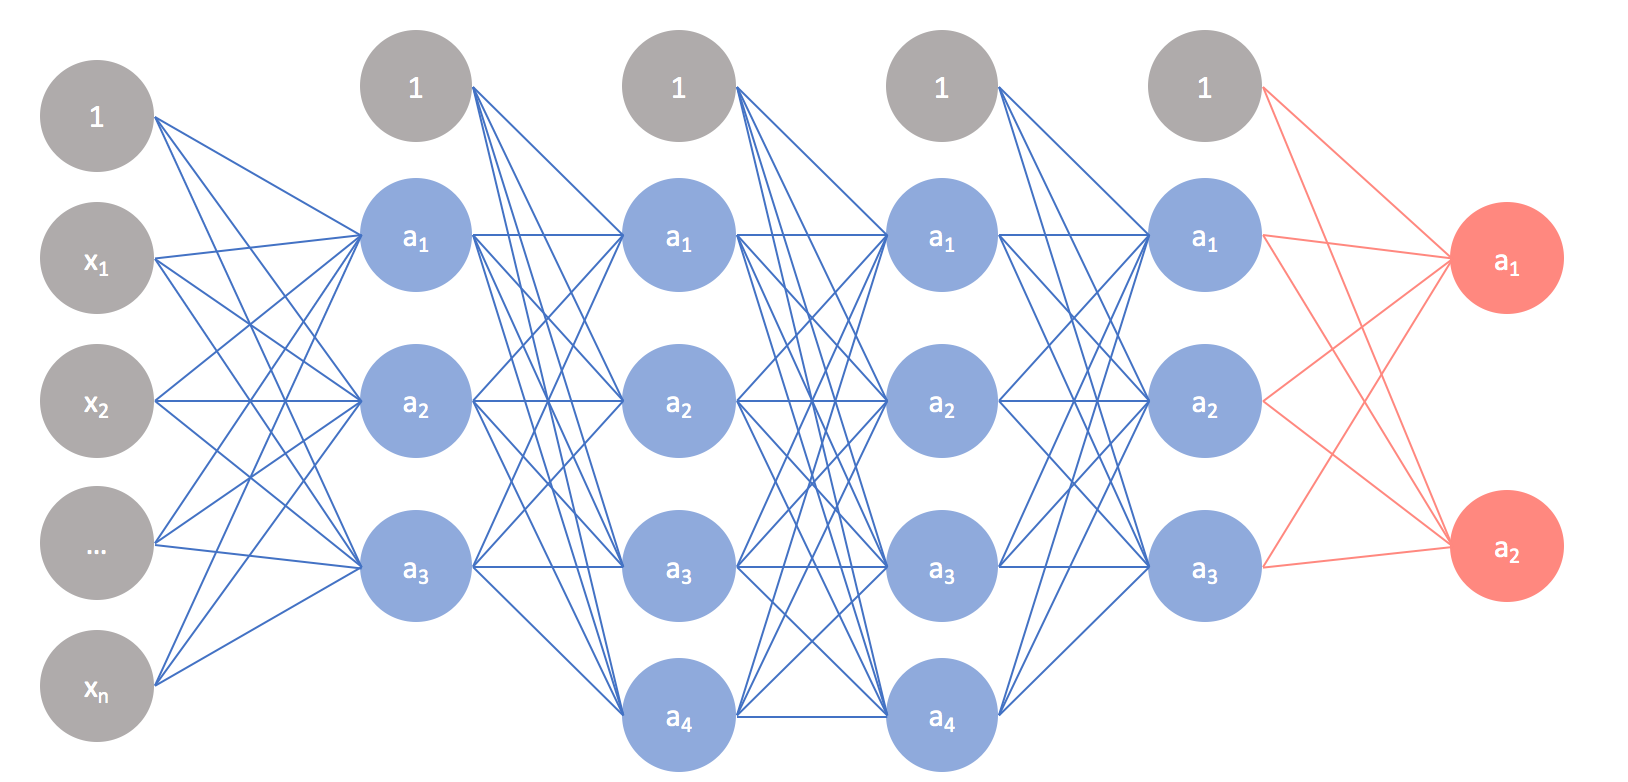 1
x₁
x₂
...
xₙ
1
a₁
a₂
a₃
1
a₁
a₂
a₃
a₄
1
a₁
a₂
a₃
a₄
1
a₁
a₂
a₃
a₁
a₂